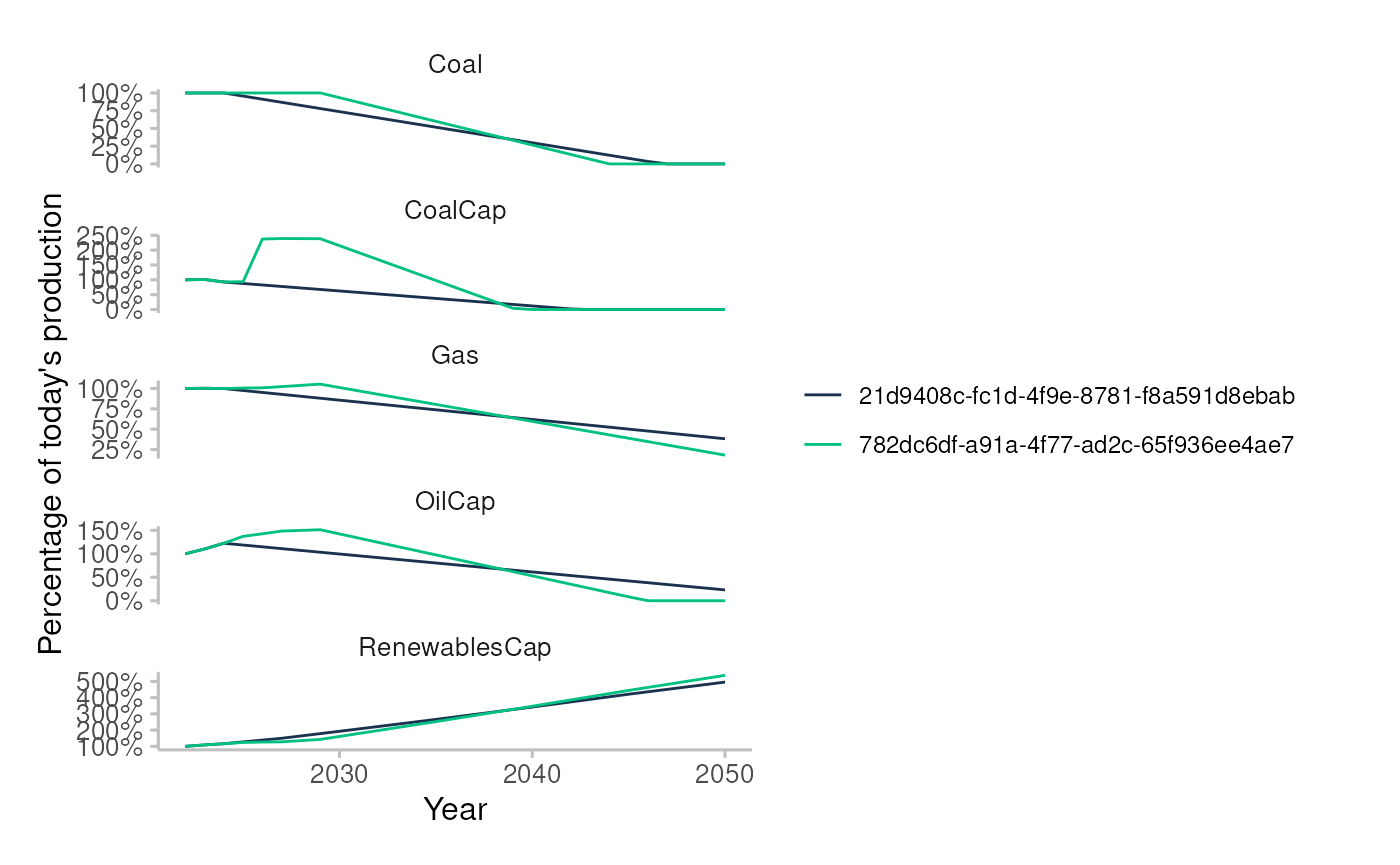 Coal
100%
75%
50%
25%
0%
CoalCap
250%
200%
150%
100%
50%
0%
Gas
100%
75%
50%
25%
OilCap
150%
100%
50%
0%
RenewablesCap
500%
400%
300%
200%
100%
2030 2040 2050
Year
Percentage of today's production
21d9408c-fc1d-4f9e-8781-f8a591d8ebab
782dc6df-a91a-4f77-ad2c-65f936ee4ae7